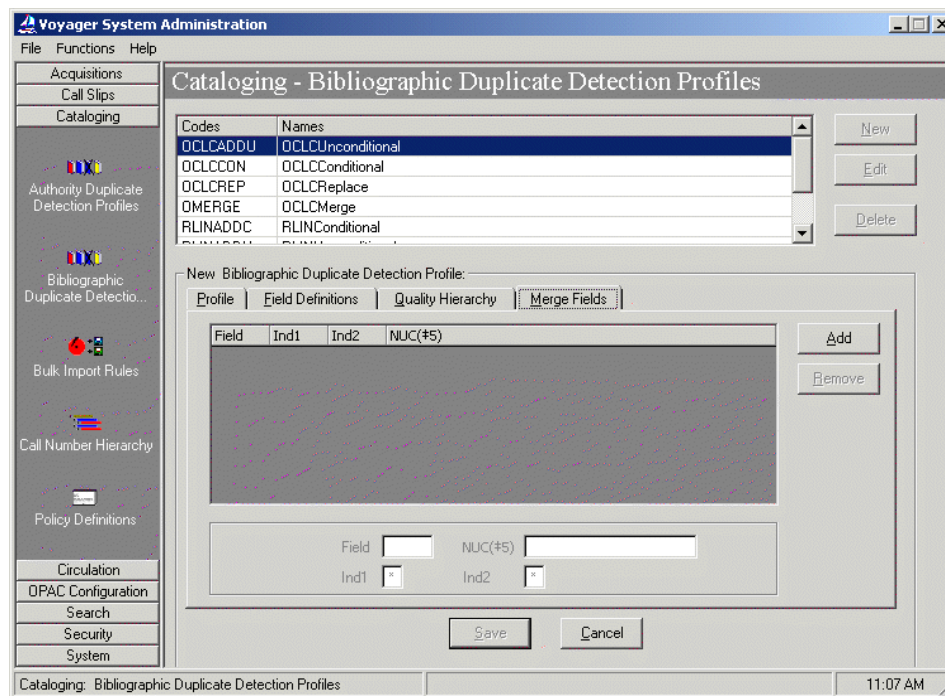 Voyager System Administration
File Functions Help
Acquisitions
Call Slips
Cataloging
Authority Duplicate
Detection Profiles
Bibliographic
Duplicate Detectio...
Bulk Import Rules
Call Number Hierarchy
Policy Definitions
Circulation
OPAC Configuration
Search
Security
System
Cataloging - Bibliographic Duplicate Detection Profiles
Codes Names
OCLCADDU OCLCUnconditional
OCLCCON OCLCConditional
OCLCREP OCLCReplace
OMERGE OCLCMerge
RLINADDC RLINConditional
New
Edit
Delete
New Bibliographic Duplicate Detection Profile:
Profile Field Definitions Quality Hierarchy Merge Fields
Field Ind1 Ind2 NUC(‡5)
Add
Remove
Field NUC(‡5)
Ind1 * Ind2 *
Save Cancel
Cataloging: Bibliographic Duplicate Detection Profiles 11:07 AM